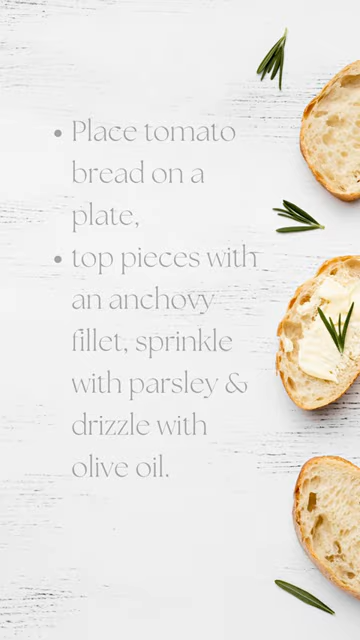 • Place tomato
bread on a
plate,
• top pieces with
an anchovy
fillet, sprinkle
with parsley &
drizzle with
olive oil.